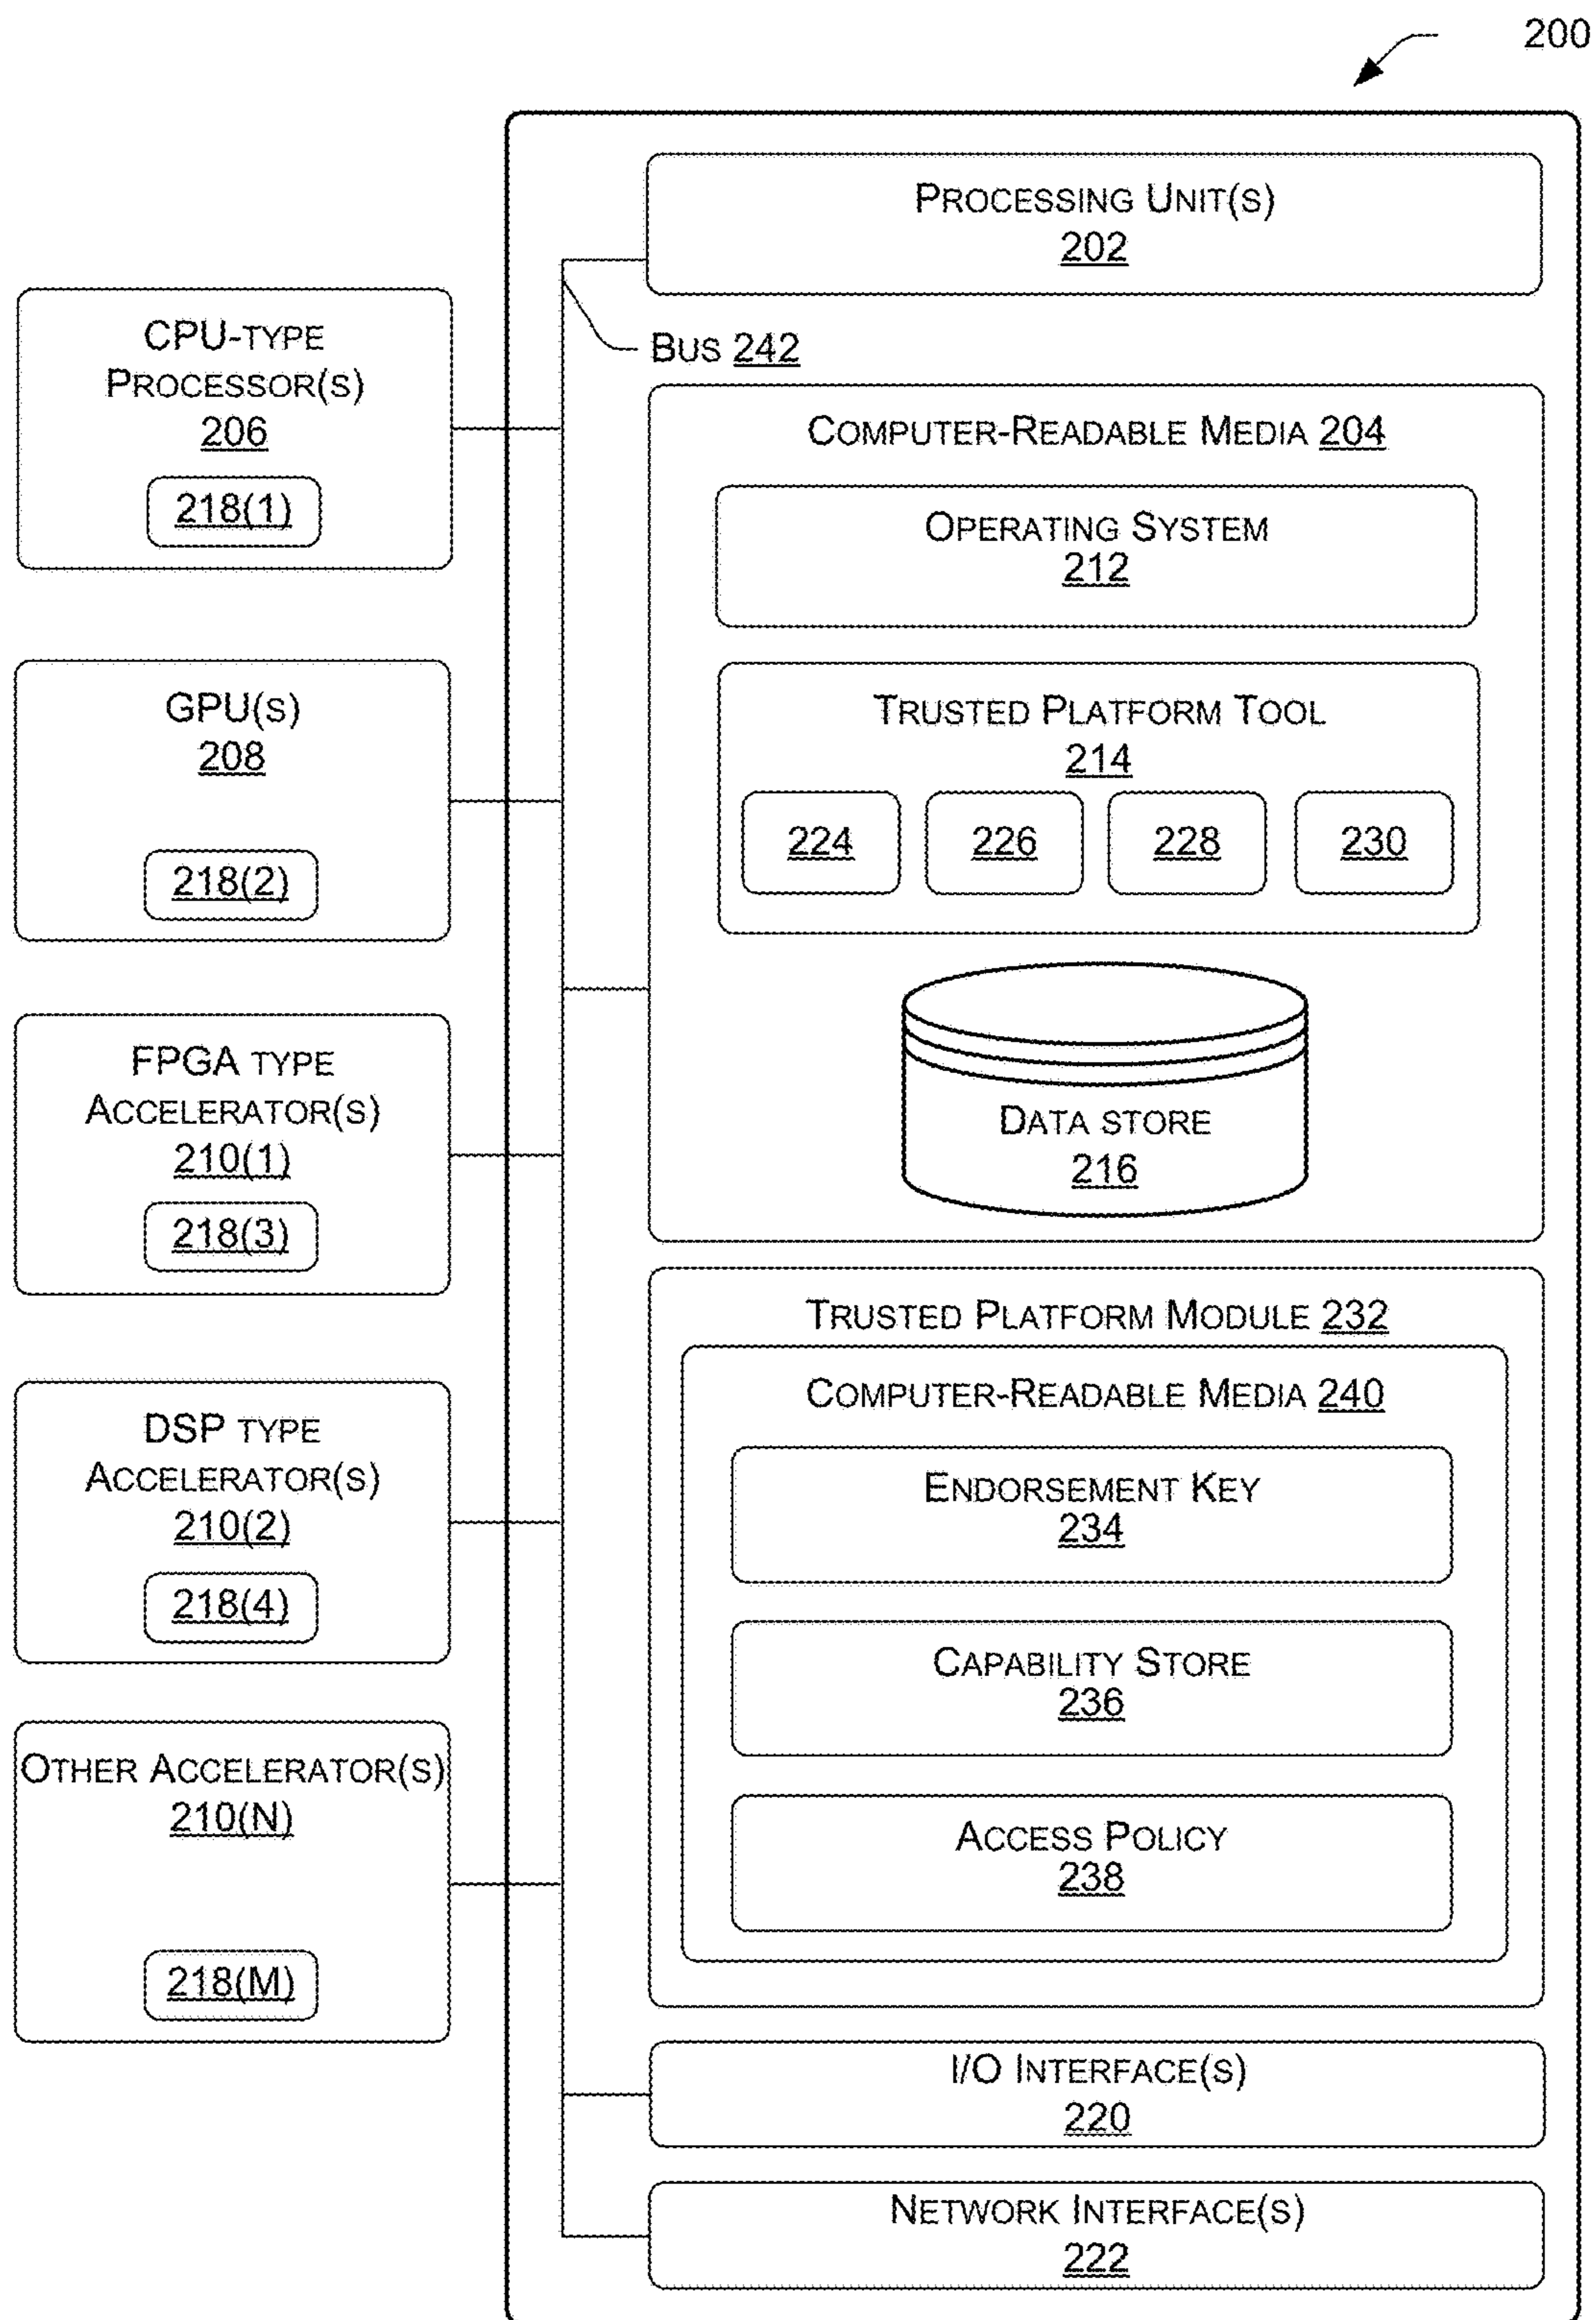 200
PROCESSING UNIT(S)
202
BUS 242
CPU-TYPE
PROCESSOR(S)
206
218(1)
COMPUTER-READABLE MEDIA 204
OPERATING SYSTEM
212
GPU(S)
208
218(2)
TRUSTED PLATFORM TOOL
214
224
226
228
230
FPGA TYPE
ACCELERATOR(S)
210(1)
218(3)
DATA STORE
216
TRUSTED PLATFORM MODULE 232
COMPUTER-READABLE MEDIA 240
DSP TYPE
ACCELERATOR(S)
210(2)
218(4)
ENDORSEMENT KEY
234
CAPABILITY STORE
236
OTHER ACCELERATOR(S)
210(N)
218(M)
ACCESS POLICY
238
I/O INTERFACE(S)
220
NETWORK INTERFACE(S)
222